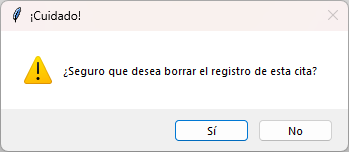 ¡Cuidado!
¿Seguro que desea borrar el registro de esta cita?
Sí
No